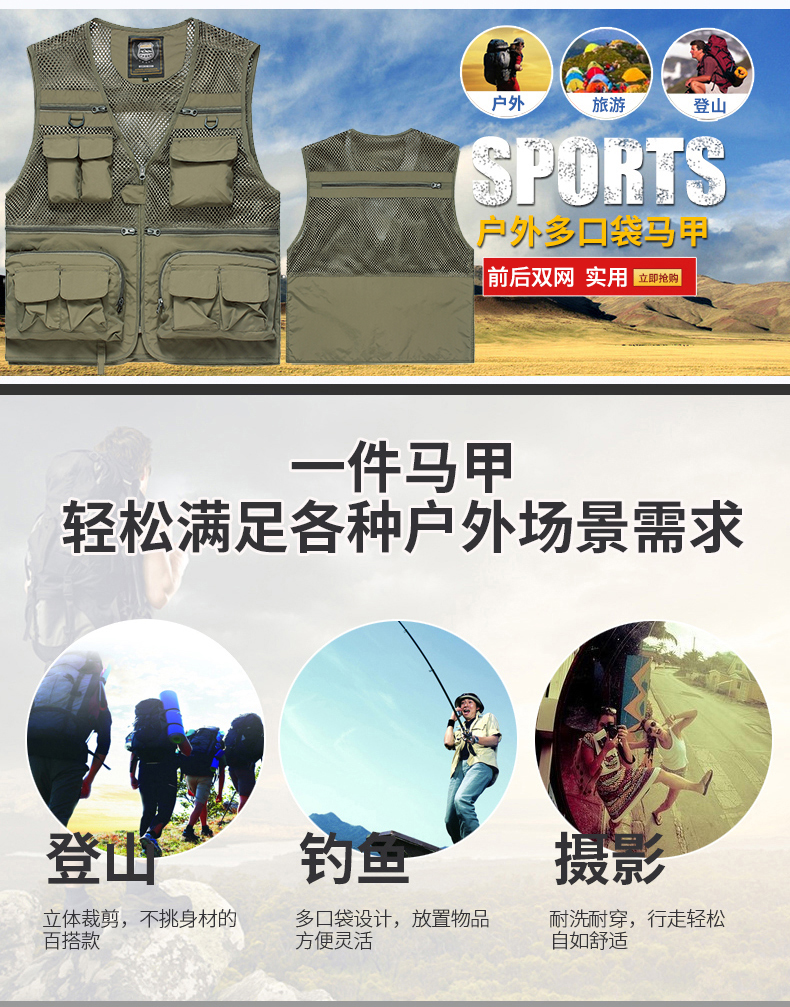 户外
旅游
登山
SPORTS
户外多口袋马甲
前后双网 实用 立即抢购
一件马甲
轻松满足各种户外场景需求
登山
钓鱼
摄影
立体裁剪，不挑身材的
百搭款
多口袋设计，放置物品
方便灵活
耐洗耐穿，行走轻松
自如舒适